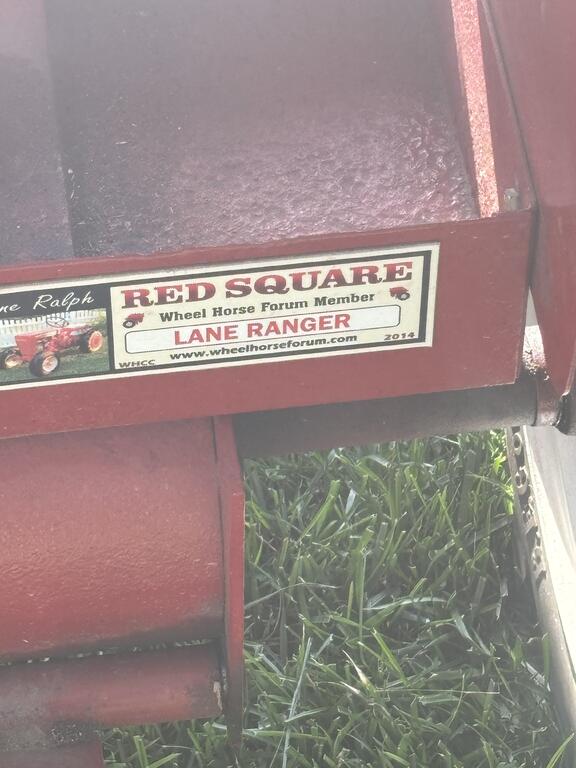 ne Ralph
RED SQUARE
Wheel Horse Forum Member
LANE RANGER
www.wheelhorseforum.com
WHCC
2014